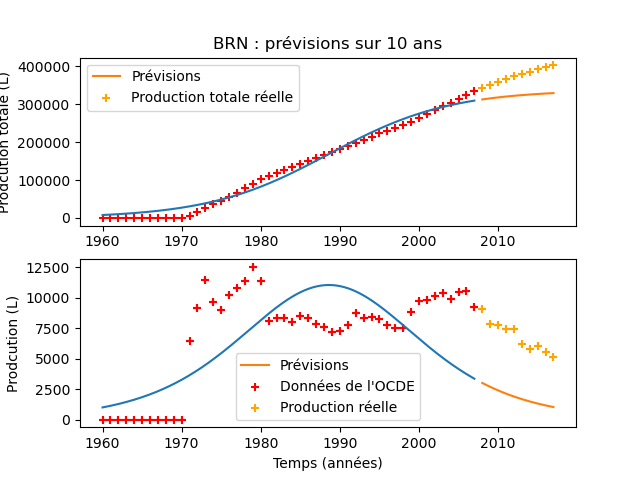 BRN : prévisions sur 10 ans
400000
300000
200000
100000
0
Prodcution totale (L)
Prévisions
Production totale réelle
1960 1970 1980 1990 2000 2010
12500
10000
7500
5000
2500
0
Prodcution (L)
Prévisions
Données de l'OCDE
Production réelle
1960 1970 1980 1990 2000 2010
Temps (années)